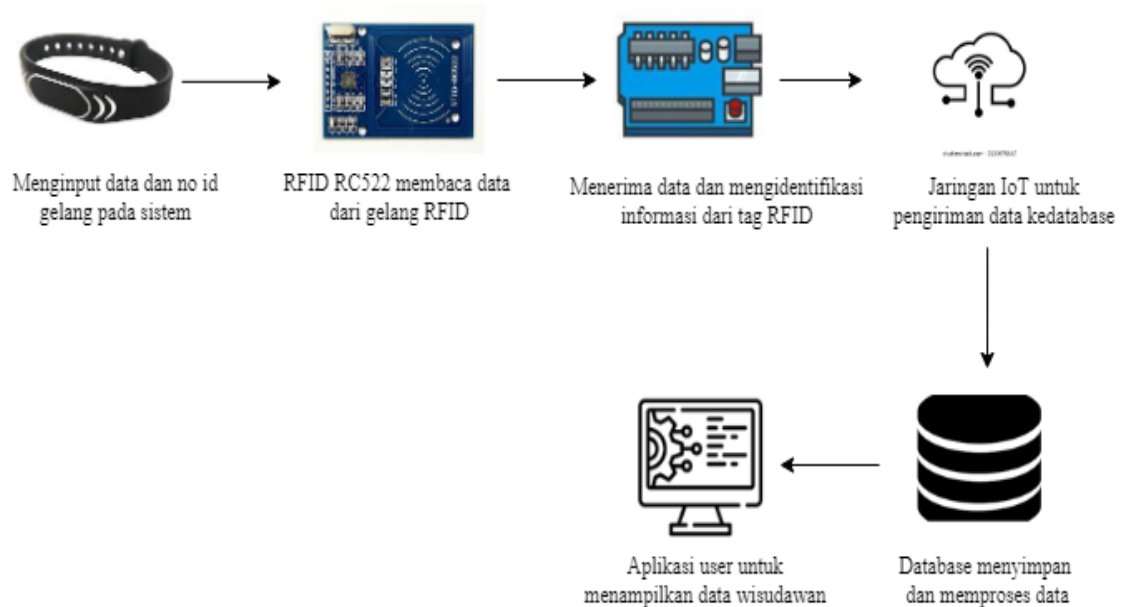 RFID-RC522
Menginput data dan no id
gelang pada sistem
RFID RC522 membaca data
dari gelang RFID
Menerima data dan mengidentifikasi
informasi dari tag RFID
Jaringan IoT untuk
pengiriman data kedatabase
Aplikasi user untuk
menampilkan data wisudawan
Database menyimpan
dan memproses data